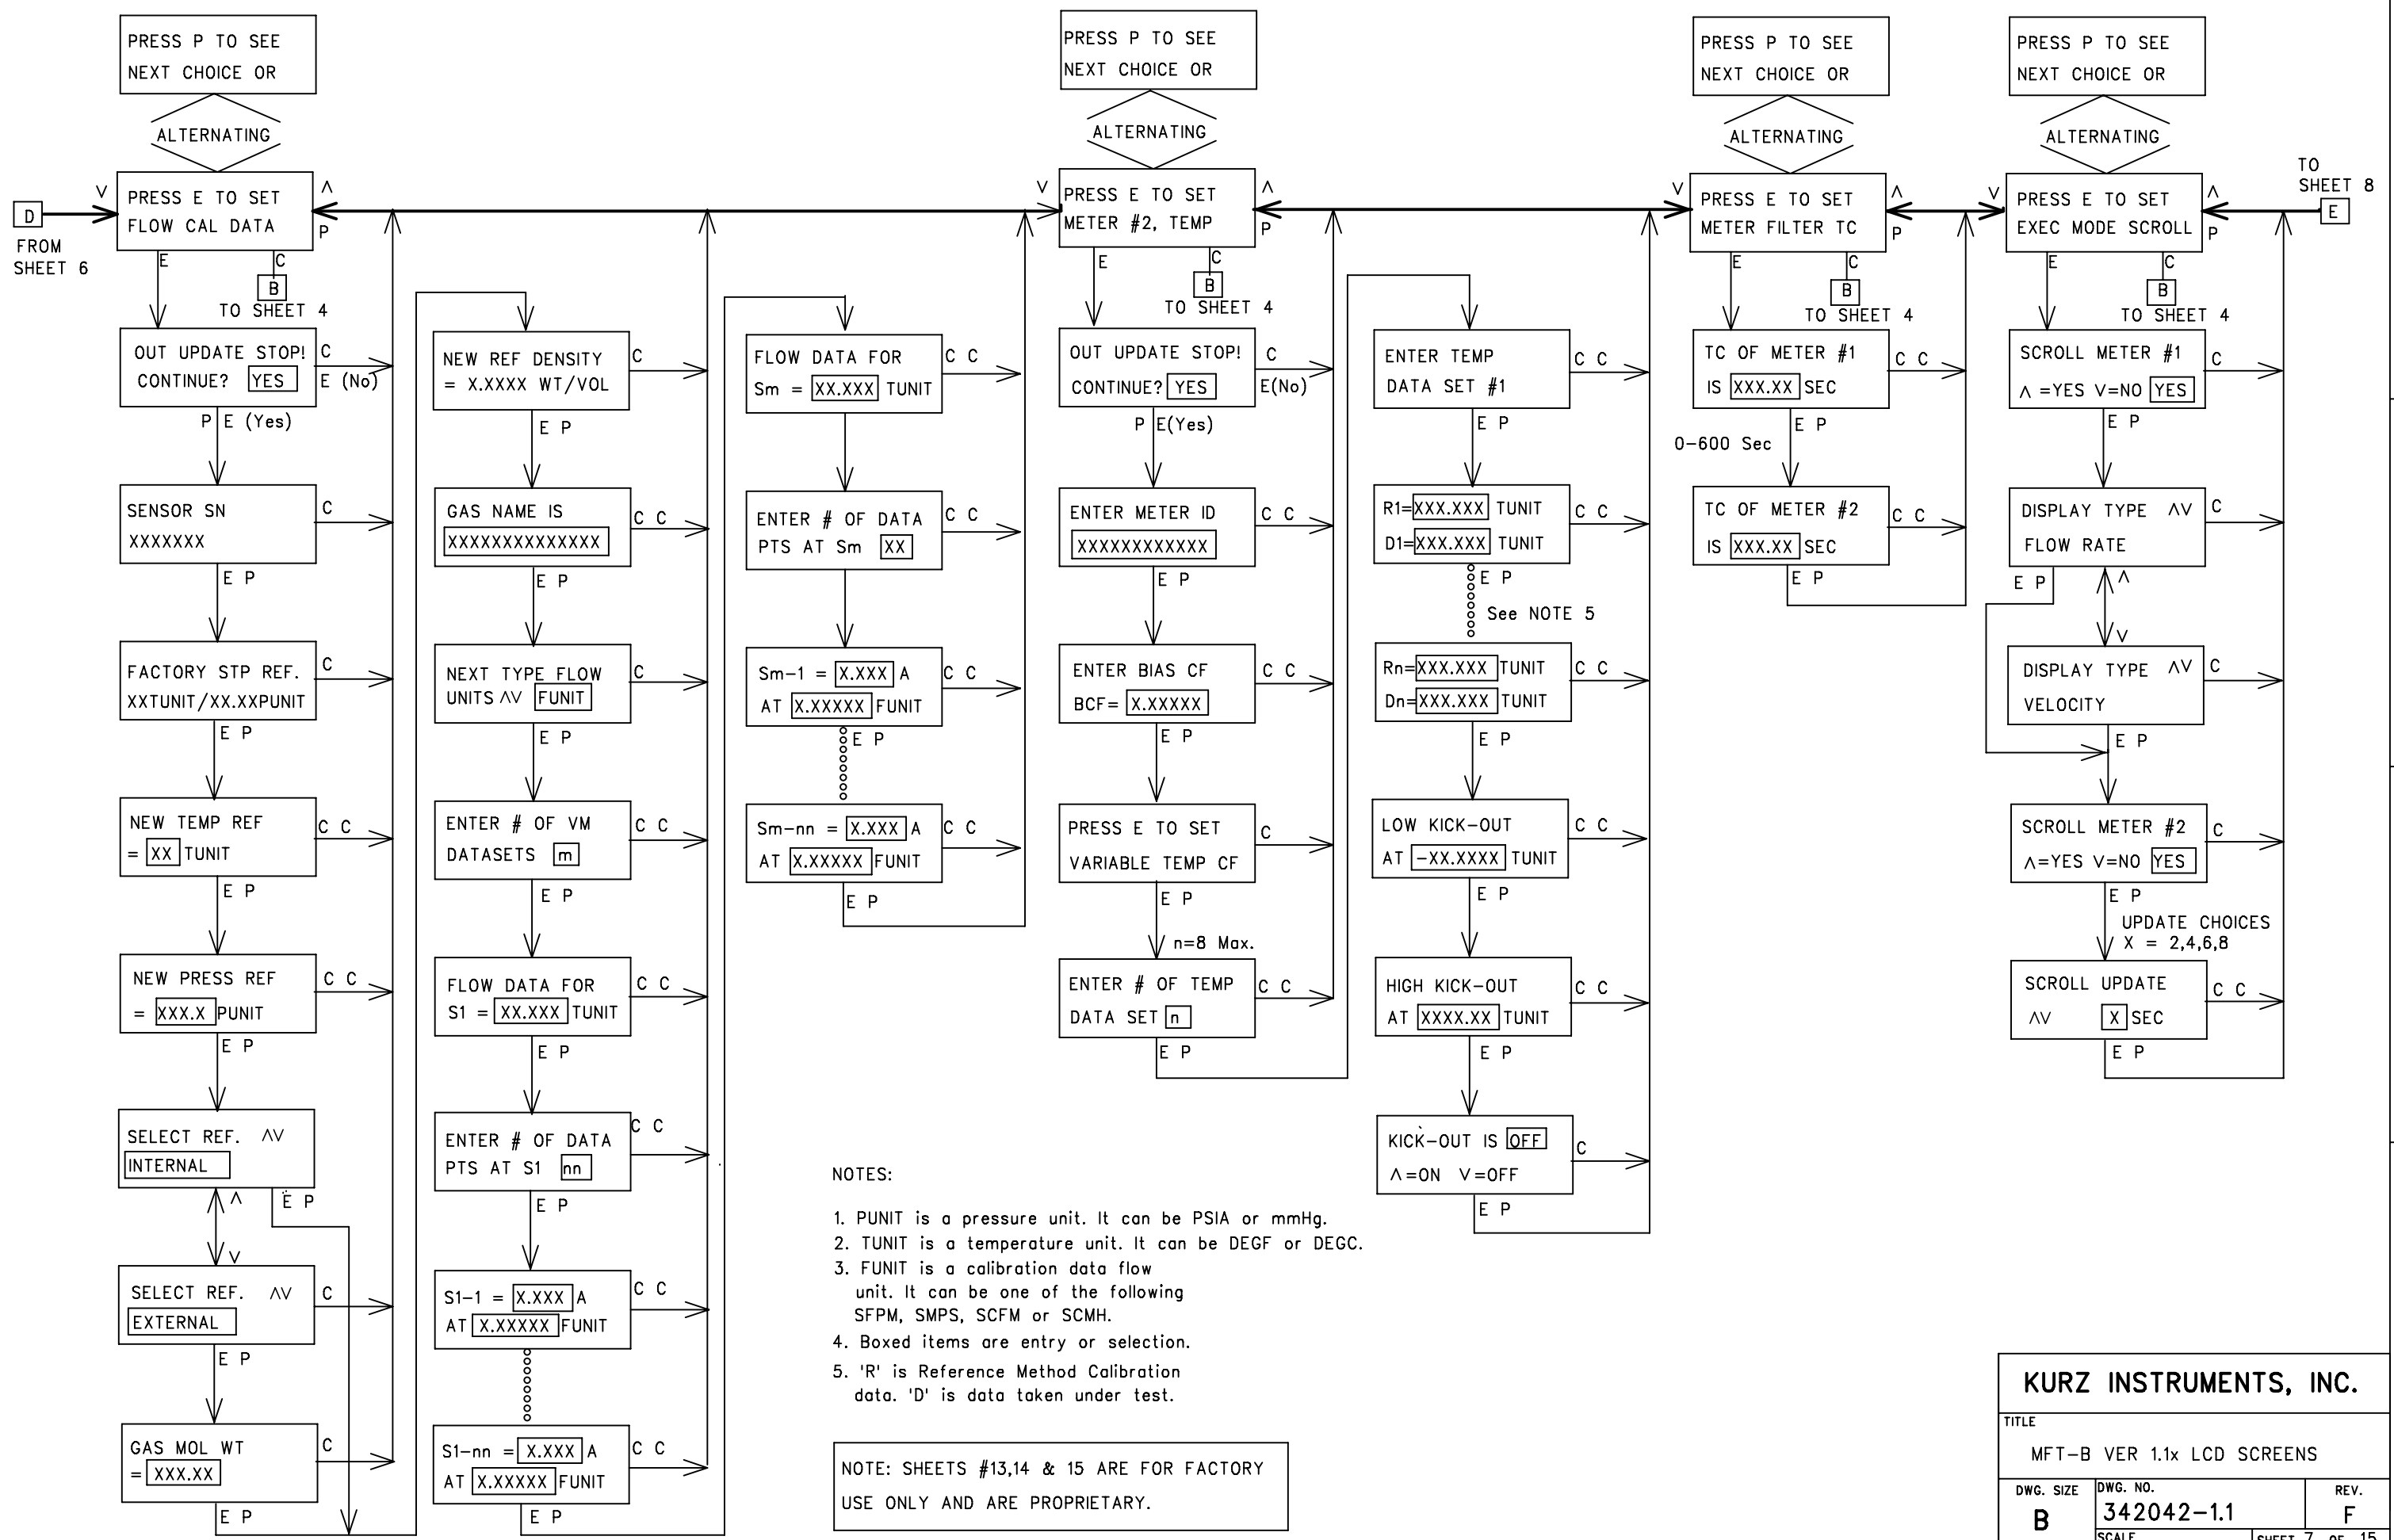 PRESS P TO SEE
NEXT CHOICE OR
ALTERNATING
D
FROM
SHEET 6
V
PRESS E TO SET
FLOW CAL DATA
Λ
P
E
C
B
TO SHEET 4
OUT UPDATE STOP!
CONTINUE? YES
C
E (No)
P E (Yes)
SENSOR SN
XXXXXXX
C
E P
FACTORY STP REF.
XXTUNIT/XX.XXPUNIT
C
E P
NEW TEMP REF
= XX TUNIT
C C
E P
NEW PRESS REF
= XXX.X PUNIT
C C
E P
SELECT REF. ΛV
INTERNAL
Λ
E P
V
SELECT REF. ΛV
EXTERNAL
C
E P
GAS MOL WT
= XXX.XX
C
E P
NEW REF DENSITY
= X.XXXX WT/VOL
C
E P
GAS NAME IS
XXXXXXXXXXXXXX
C C
E P
NEXT TYPE FLOW
UNITS ΛV FUNIT
C
E P
ENTER # OF VM
DATASETS m
C C
E P
FLOW DATA FOR
S1 = XX.XXX TUNIT
C C
E P
ENTER # OF DATA
PTS AT S1 nn
C C
E P
S1-1 = X.XXX A
AT X.XXXXX FUNIT
C C
S1-nn = X.XXX A
AT X.XXXXX FUNIT
C C
FLOW DATA FOR
Sm = XX.XXX TUNIT
C C
ENTER # OF DATA
PTS AT Sm XX
C C
Sm-1 = X.XXX A
AT X.XXXXX FUNIT
C C
E P
Sm-nn = X.XXX A
AT X.XXXXX FUNIT
C C
E P
PRESS P TO SEE
NEXT CHOICE OR
ALTERNATING
V
PRESS E TO SET
METER #2, TEMP
Λ
P
E
C
B
TO SHEET 4
OUT UPDATE STOP!
CONTINUE? YES
C
E(No)
P E(Yes)
ENTER METER ID
XXXXXXXXXXXX
C C
E P
ENTER BIAS CF
BCF= X.XXXXX
C C
E P
PRESS E TO SET
VARIABLE TEMP CF
C
E P
n=8 Max.
ENTER # OF TEMP
DATA SET n
C C
E P
ENTER TEMP
DATA SET #1
C C
E P
R1=XXX.XXX TUNIT
D1=XXX.XXX TUNIT
C C
E P
See NOTE 5
Rn=XXX.XXX TUNIT
Dn=XXX.XXX TUNIT
C C
E P
LOW KICK-OUT
AT -XX.XXXX TUNIT
C C
E P
HIGH KICK-OUT
AT XXXX.XX TUNIT
C C
E P
KICK-OUT IS OFF
Λ=ON V=OFF
C
E P
PRESS P TO SEE
NEXT CHOICE OR
ALTERNATING
V
PRESS E TO SET
METER FILTER TC
Λ
P
E
C
B
TO SHEET 4
TC OF METER #1
IS XXX.XX SEC
C C
E P
0-600 Sec
TC OF METER #2
IS XXX.XX SEC
C C
E P
PRESS P TO SEE
NEXT CHOICE OR
ALTERNATING
V
PRESS E TO SET
EXEC MODE SCROLL
Λ
P
TO
SHEET 8
E
E
C
B
TO SHEET 4
SCROLL METER #1
Λ =YES V=NO YES
C
E P
DISPLAY TYPE ΛV
FLOW RATE
C
E P
Λ
V
DISPLAY TYPE ΛV
VELOCITY
C
E P
SCROLL METER #2
Λ=YES V=NO YES
C
E P
UPDATE CHOICES
X = 2,4,6,8
SCROLL UPDATE
ΛV X SEC
C C
E P
NOTES:
1. PUNIT is a pressure unit. It can be PSIA or mmHg.
2. TUNIT is a temperature unit. It can be DEGF or DEGC.
3. FUNIT is a calibration data flow
unit. It can be one of the following
SFPM, SMPS, SCFM or SCMH.
4. Boxed items are entry or selection.
5. 'R' is Reference Method Calibration
data. 'D' is data taken under test.
NOTE: SHEETS #13,14 & 15 ARE FOR FACTORY
USE ONLY AND ARE PROPRIETARY.
KURZ INSTRUMENTS, INC.
TITLE
MFT-B VER 1.1x LCD SCREENS
DWG. SIZE
B
DWG. NO.
342042-1.1
REV.
F
SCALE
SHEET 7 OF 15